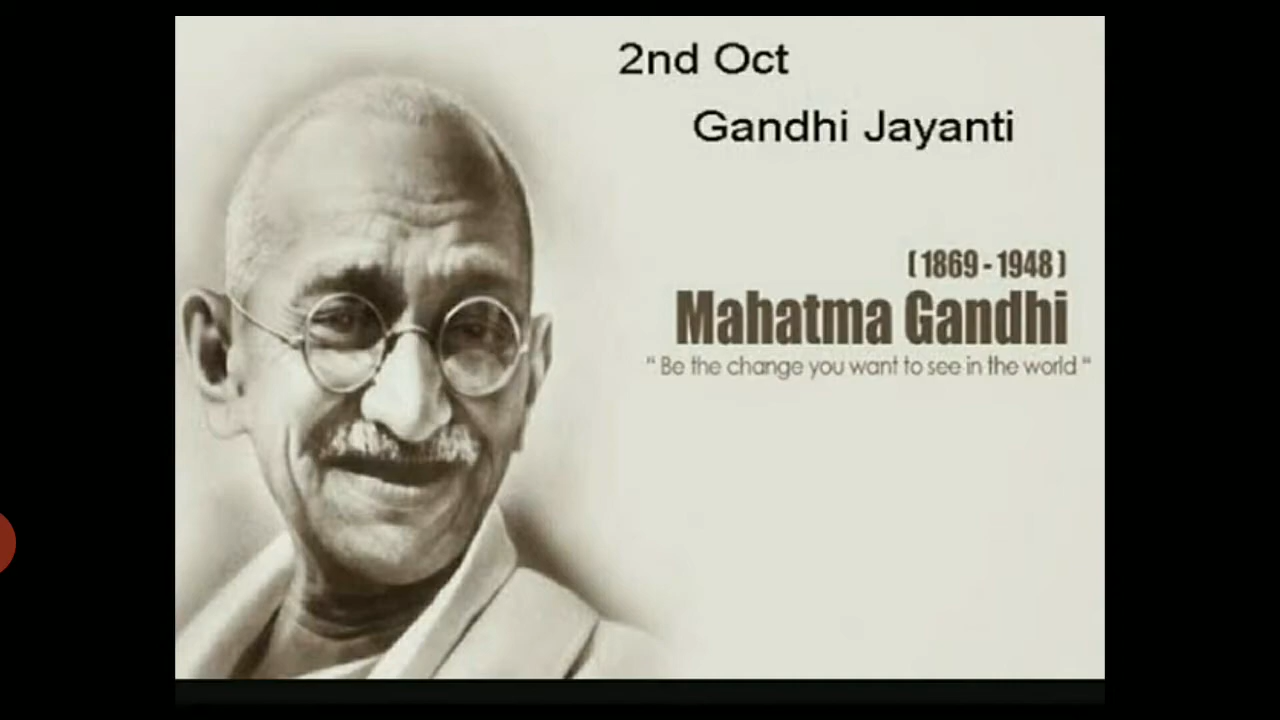 2nd Oct
Gandhi Jayanti
( 1869 - 1948 )
Mahatma Gandhi
“ Be the change you want to see in the world “